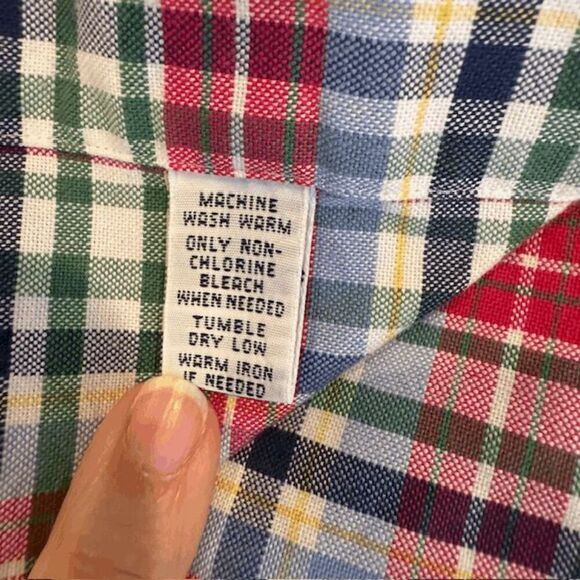 MACHINE
WASH WARM
ONLY NON-
CHLORINE
BLEACH
WHEN NEEDED
TUMBLE
DRY LOW
WARM IRON
IF NEEDED